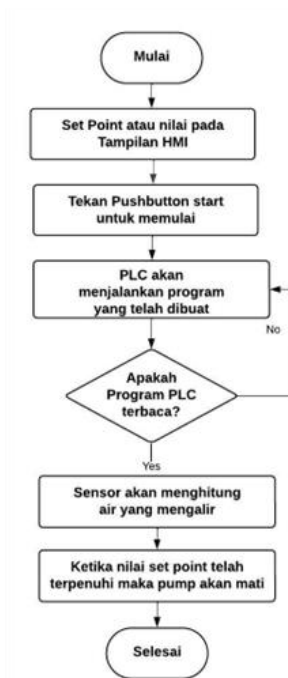 Mulai
Set Point atau nilai pada
Tampilan HMI
Tekan Pushbutton start
untuk memulai
PLC akan
menjalankan program
yang telah dibuat
No
Apakah
Program PLC
terbaca?
Yes
Sensor akan menghitung
air yang mengalir
Ketika nilai set point telah
terpenuhi maka pump akan mati
Selesai